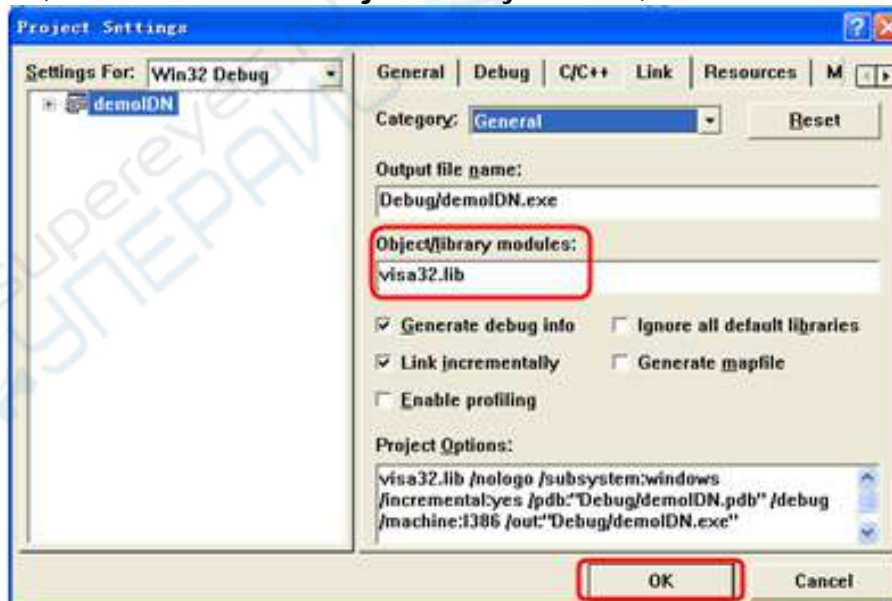 Project Settings
Settings For: Win32 Debug
demoIDN
General Debug C/C++ Link Resources M
Category: General Reset
Output file name:
Debug/demoIDN.exe
Object/library modules:
visa32.lib
Generate debug info Ignore all default libraries
Link incrementally Generate mapfile
Enable profiling
Project Options:
visa32.lib /nologo /subsystem:windows
/incremental:yes /pdb:"Debug/demoIDN.pdb" /debug
/machine:I386 /out:"Debug/demoIDN.exe"
OK Cancel